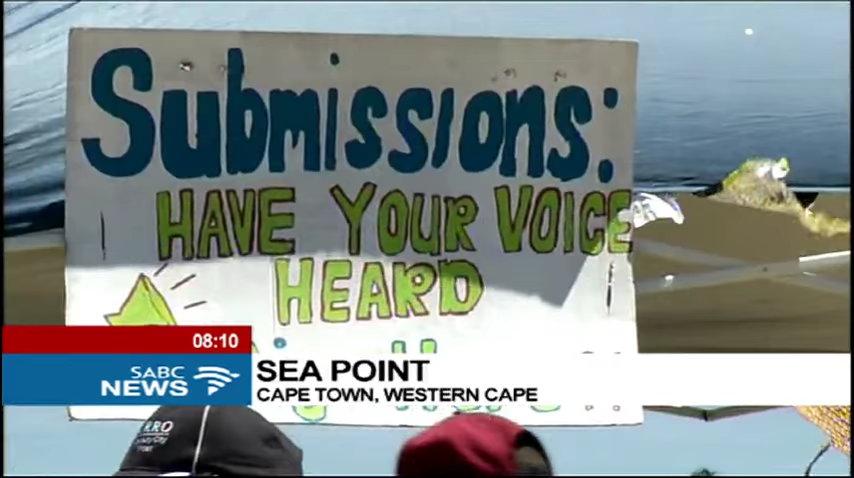 Submissions:
HAVE YOUR VOICE
HEARD
08:10
SABC
NEWS
SEA POINT
CAPE TOWN, WESTERN CAPE